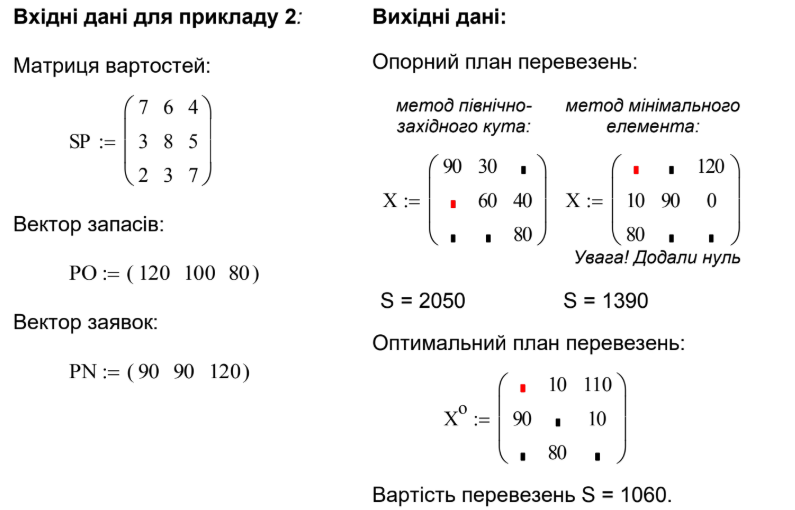 Вхідні дані для прикладу 2:
Матриця вартостей:
SP := ( 7 6 4
3 8 5
2 3 7 )
Вектор запасів:
PO := ( 120 100 80 )
Вектор заявок:
PN := ( 90 90 120 )
Вихідні дані:
Опорний план перевезень:
метод північно-
західного кута:
X := ( 90 30 ▪
▪ 60 40
▪ ▪ 80 )
S = 2050
метод мінімального
елемента:
X := ( ▪ ▪ 120
10 90 0
80 ▪ ▪ )
Увага! Додали нуль
S = 1390
Оптимальний план перевезень:
X° := ( ▪ 10 110
90 ▪ 10
▪ 80 ▪ )
Вартість перевезень S = 1060.